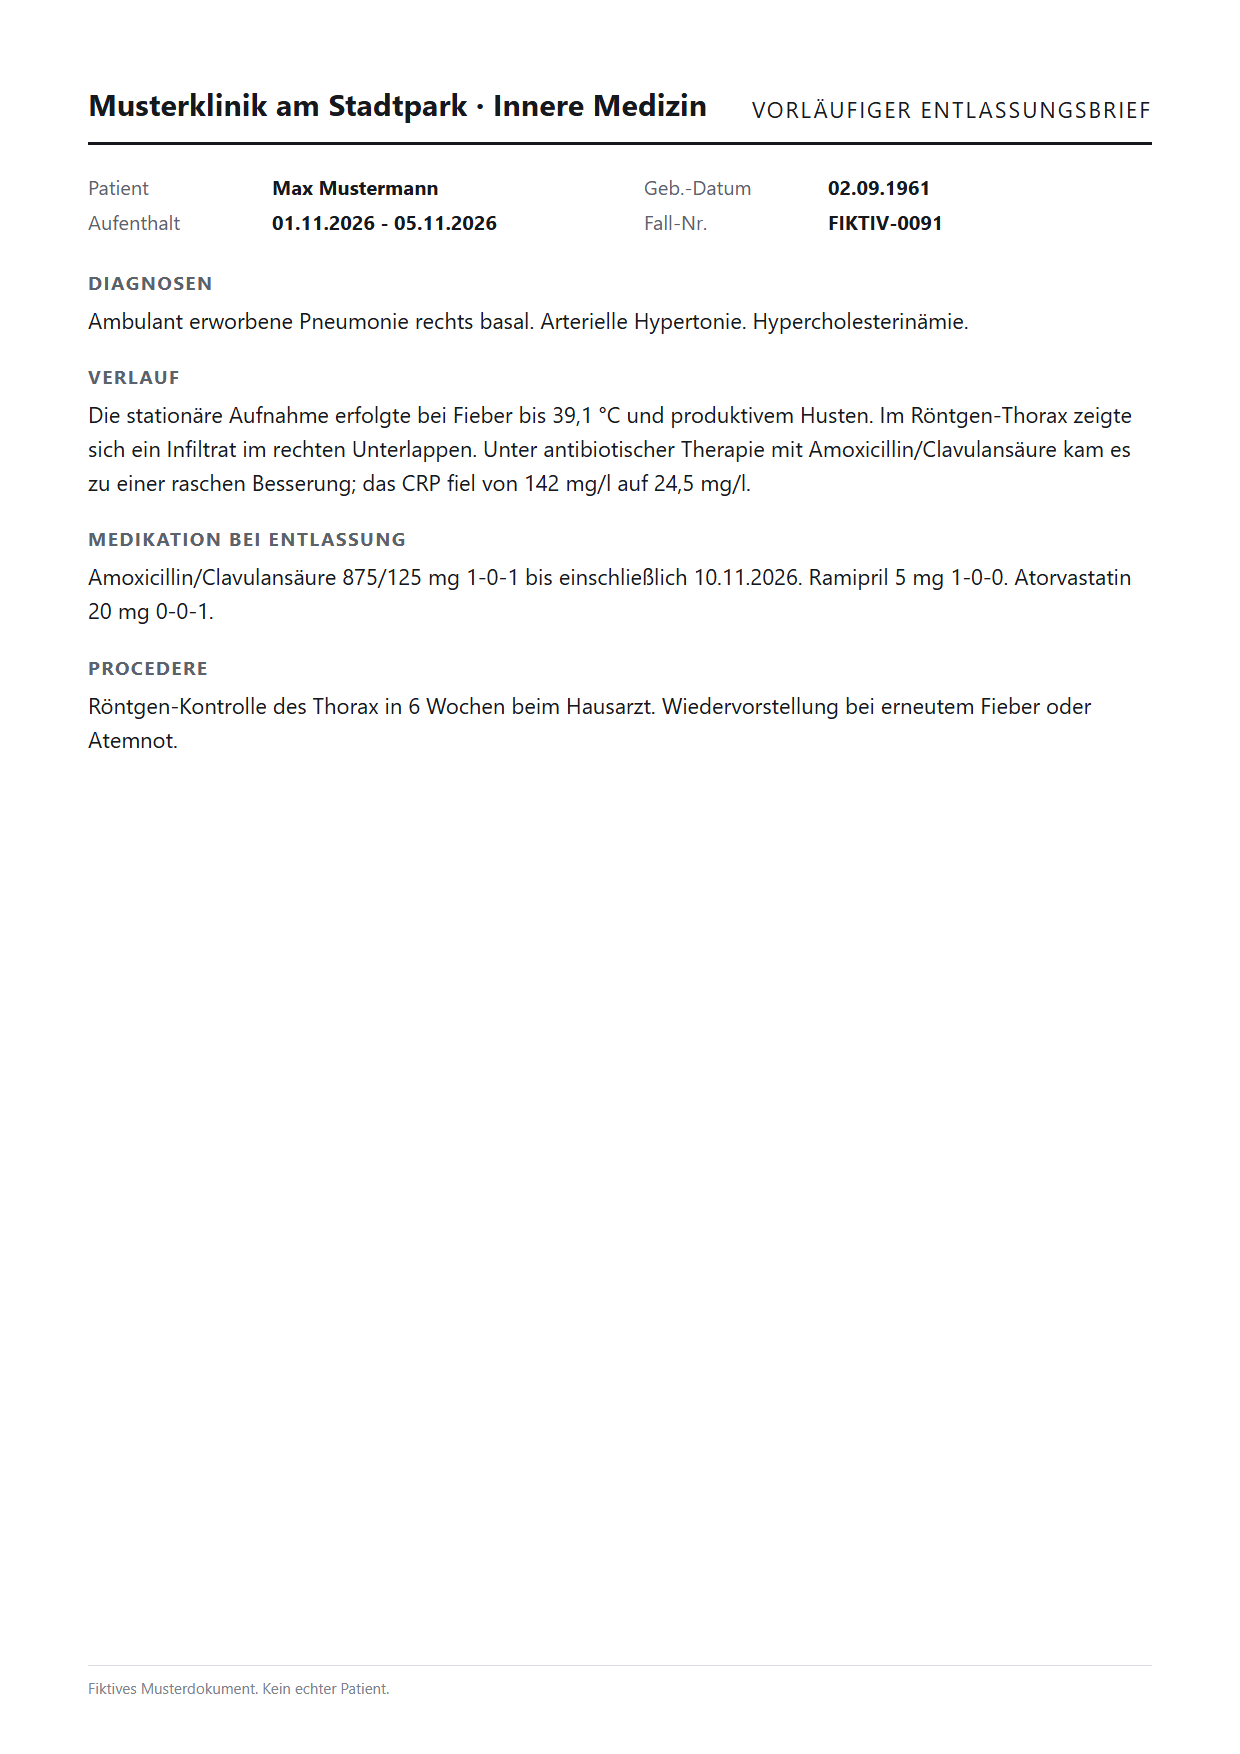 Musterklinik am Stadtpark · Innere Medizin VORLÄUFIGER ENTLASSUNGSBRIEF
Patient Max Mustermann Geb.-Datum 02.09.1961
Aufenthalt 01.11.2026 - 05.11.2026 Fall-Nr. FIKTIV-0091
DIAGNOSEN
Ambulant erworbene Pneumonie rechts basal. Arterielle Hypertonie. Hypercholesterinämie.
VERLAUF
Die stationäre Aufnahme erfolgte bei Fieber bis 39,1 °C und produktivem Husten. Im Röntgen-Thorax zeigte
sich ein Infiltrat im rechten Unterlappen. Unter antibiotischer Therapie mit Amoxicillin/Clavulansäure kam es
zu einer raschen Besserung; das CRP fiel von 142 mg/l auf 24,5 mg/l.
MEDIKATION BEI ENTLASSUNG
Amoxicillin/Clavulansäure 875/125 mg 1-0-1 bis einschließlich 10.11.2026. Ramipril 5 mg 1-0-0. Atorvastatin
20 mg 0-0-1.
PROCEDERE
Röntgen-Kontrolle des Thorax in 6 Wochen beim Hausarzt. Wiedervorstellung bei erneutem Fieber oder
Atemnot.
Fiktives Musterdokument. Kein echter Patient.